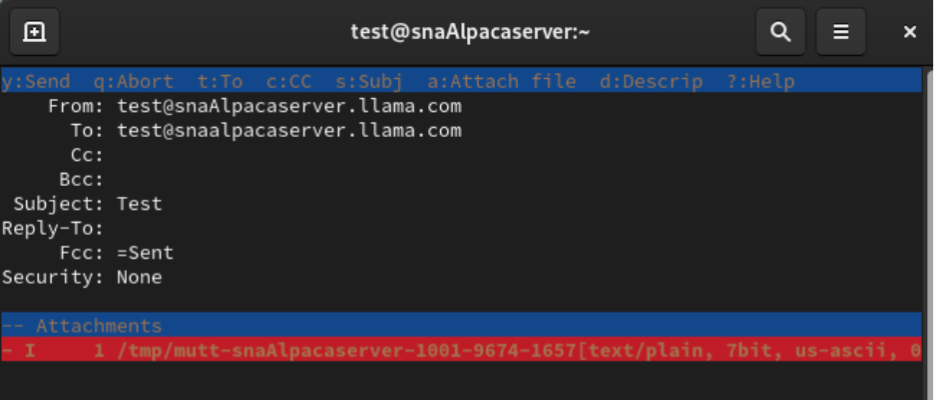 test@snaAlpacaserver:~
y:Send  q:Abort  t:To  c:CC  s:Subj  a:Attach file  d:Descrip  ?:Help
From: test@snaAlpacaserver.llama.com
To: test@snaalpacaserver.llama.com
Cc:
Bcc:
Subject: Test
Reply-To:
Fcc: =Sent
Security: None
-- Attachments
- I     1 /tmp/mutt-snaAlpacaserver-1001-9674-1657[text/plain, 7bit, us-ascii, 0